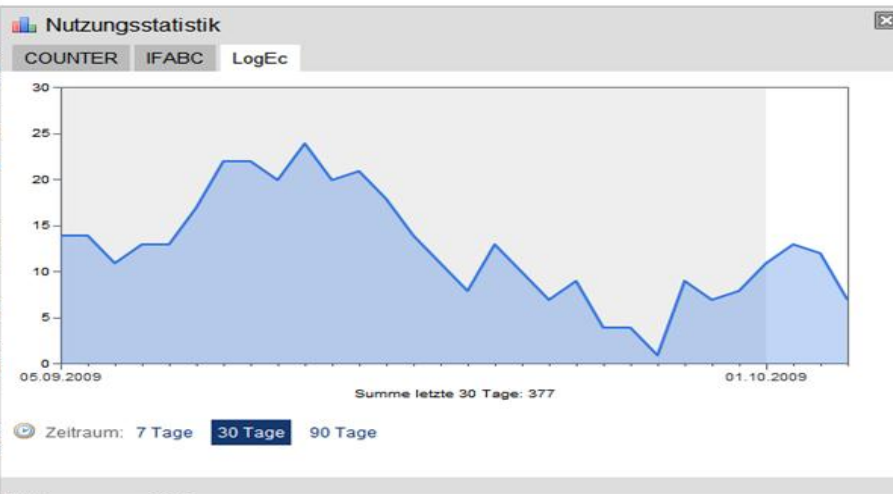 Nutzungsstatistik
COUNTER IFABC LogEc
30
25
20
15
10
5
0
05.09.2009 01.10.2009
Summe letzte 30 Tage: 377
Zeitraum: 7 Tage 30 Tage 90 Tage